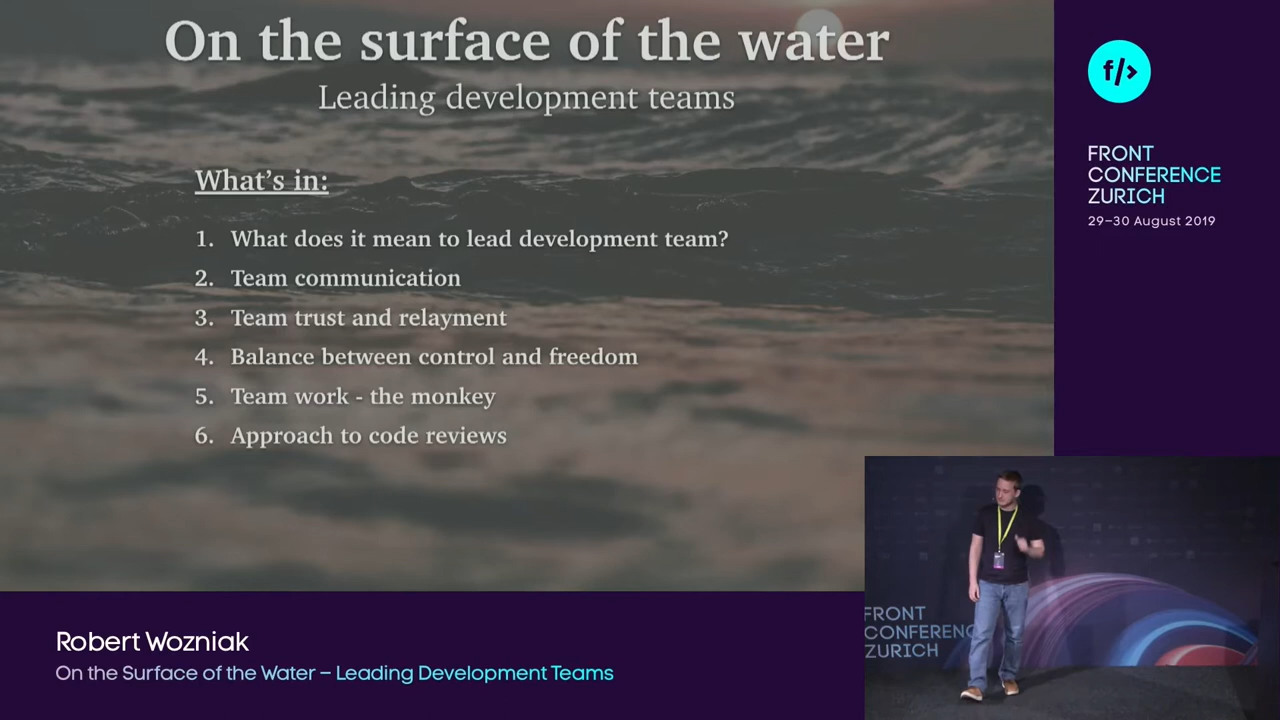 On the surface of the water
Leading development teams
What's in:
1. What does it mean to lead development team?
2. Team communication
3. Team trust and relayment
4. Balance between control and freedom
5. Team work - the monkey
6. Approach to code reviews
f/>
FRONT
CONFERENCE
ZURICH
29–30 August 2019
FRONT
CONFERENC
ZURICH
Robert Wozniak
On the Surface of the Water – Leading Development Teams